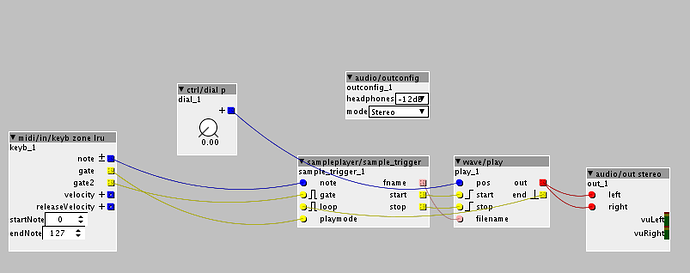 midi/in/keyb zone lru
keyb_1
note
gate
gate2
velocity
releaseVelocity
startNote 0
endNote 127
ctrl/dial p
dial_1
0.00
audio/outconfig
outconfig_1
headphones -12dB
mode Stereo
sampleplayer/sample_trigger
sample_trigger_1
note fname
gate start
loop stop
playmode
wave/play
play_1
pos out
start
stop
filename
audio/out stereo
out_1
left
right
vuLeft
vuRight